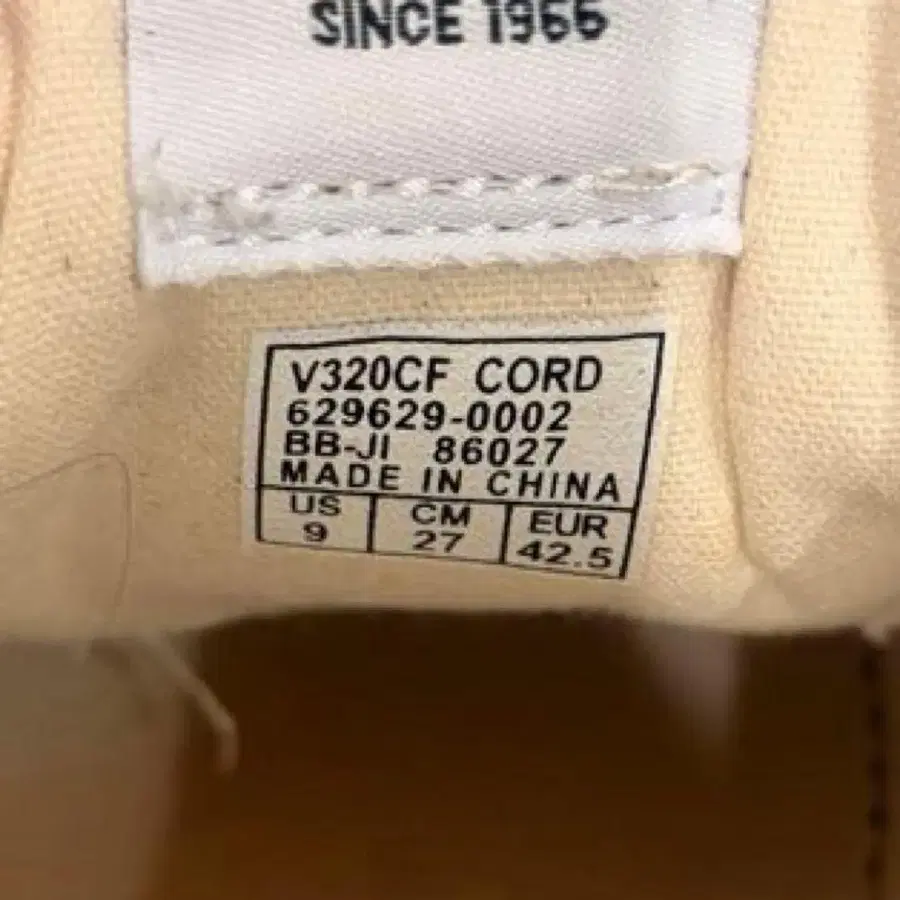 SINCE 1966
V320CF CORD
629629-0002
BB-JI 86027
MADE IN CHINA
US CM EUR
9 27 42.5